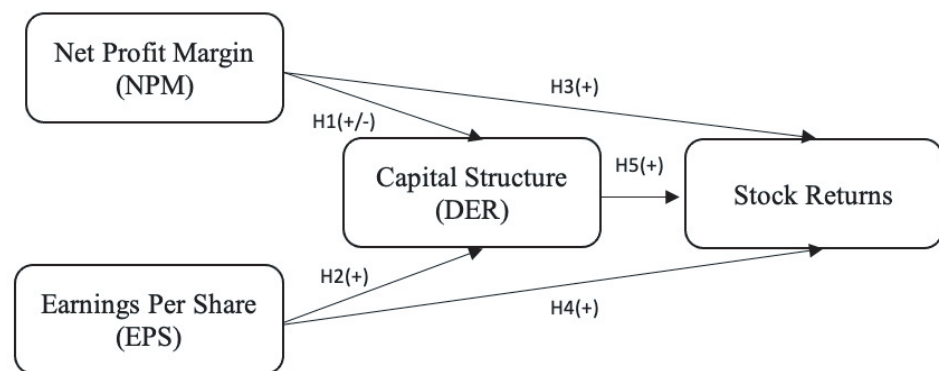 Net Profit Margin
(NPM)
H3(+)
H1(+/-)
Capital Structure
(DER)
H5(+)
Stock Returns
H2(+)
Earnings Per Share
(EPS)
H4(+)